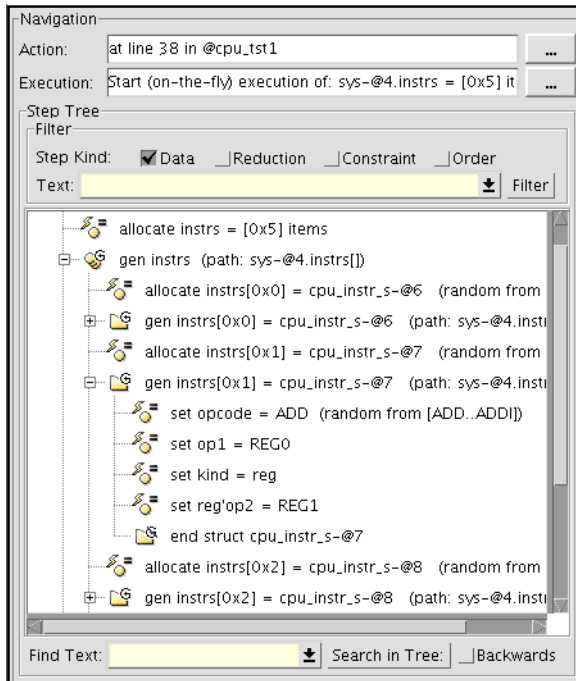 Navigation
Action: at line 38 in @cpu_tst1 ...
Execution: Start (on-the-fly) execution of: sys-@4.instrs = [0x5] it ...
Step Tree
Filter
Step Kind: Data Reduction Constraint Order
Text: Filter
allocate instrs = [0x5] items
gen instrs (path: sys-@4.instrs[])
allocate instrs[0x0] = cpu_instr_s-@6 (random from
gen instrs[0x0] = cpu_instr_s-@6 (path: sys-@4.instr
allocate instrs[0x1] = cpu_instr_s-@7 (random from
gen instrs[0x1] = cpu_instr_s-@7 (path: sys-@4.instr
set opcode = ADD (random from [ADD..ADDI])
set op1 = REG0
set kind = reg
set reg'op2 = REG1
end struct cpu_instr_s-@7
allocate instrs[0x2] = cpu_instr_s-@8 (random from
gen instrs[0x2] = cpu_instr_s-@8 (path: sys-@4.instr
Find Text: Search in Tree: Backwards